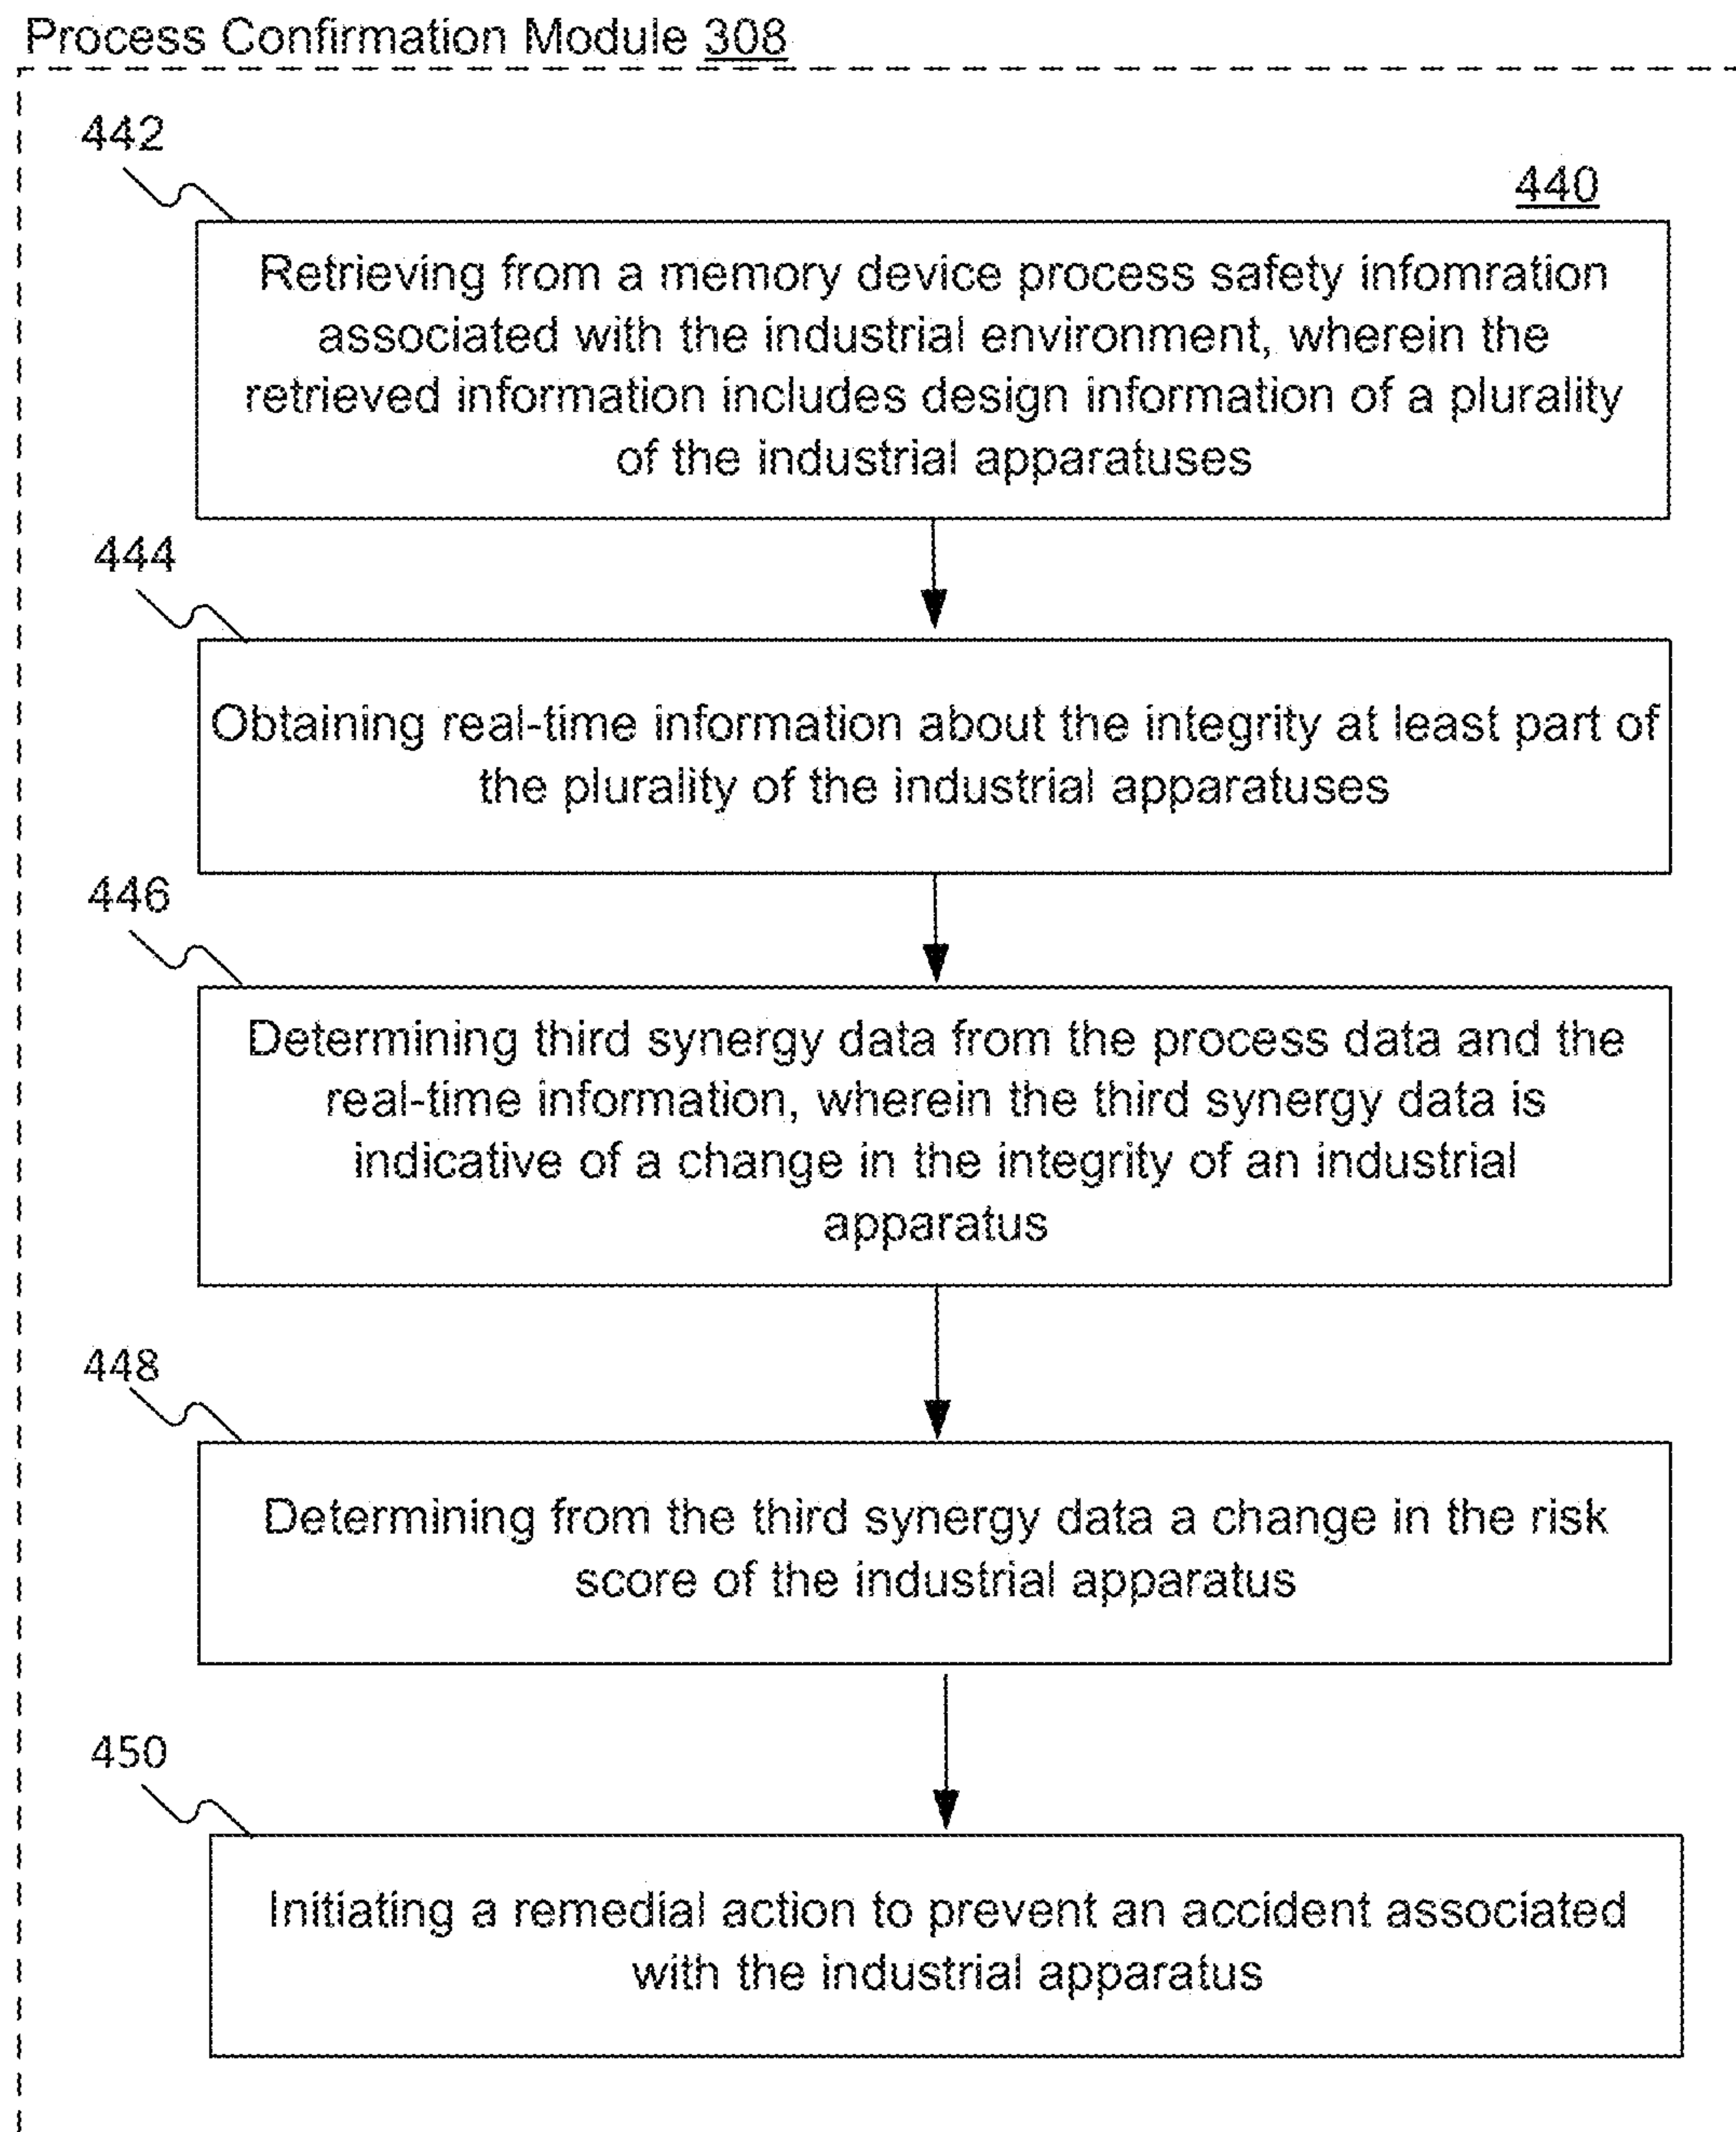 Process Confirmation Module 308
442
440
Retrieving from a memory device process safety infomration
associated with the industrial environment, wherein the
retrieved information includes design information of a plurality
of the industrial apparatuses
444
Obtaining real-time information about the integrity at least part of
the plurality of the industrial apparatuses
446
Determining third synergy data from the process data and the
real-time information, wherein the third synergy data is
indicative of a change in the integrity of an industrial
apparatus
448
Determining from the third synergy data a change in the risk
score of the industrial apparatus
450
Initiating a remedial action to prevent an accident associated
with the industrial apparatus